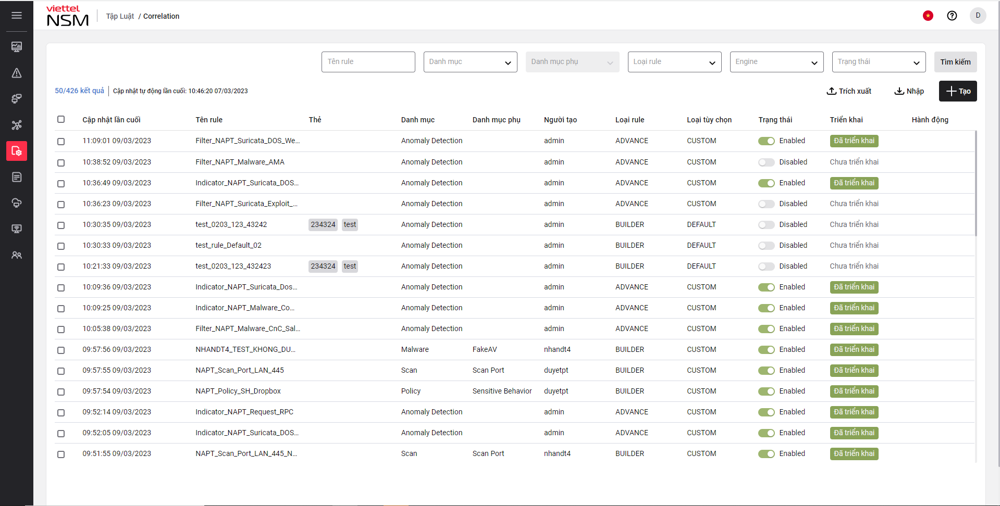 viettel
NSM
Tập Luật / Correlation
D
Tên rule Danh mục Danh mục phụ Loại rule Engine Trạng thái Tìm kiếm
50/426 kết quả Cập nhật tự động lần cuối: 10:46:20 07/03/2023 Trích xuất Nhập Tạo
Cập nhật lần cuối Tên rule Thẻ Danh mục Danh mục phụ Người tạo Loại rule Loại tùy chọn Trạng thái Triển khai Hành động
11:09:01 09/03/2023 Filter_NAPT_Suricata_DOS_We... Anomaly Detection admin ADVANCE CUSTOM Enabled Đã triển khai
10:38:52 09/03/2023 Filter_NAPT_Malware_AMA Anomaly Detection admin ADVANCE CUSTOM Disabled Chưa triển khai
10:36:49 09/03/2023 Indicator_NAPT_Suricata_DOS... Anomaly Detection admin ADVANCE CUSTOM Enabled Đã triển khai
10:36:23 09/03/2023 Filter_NAPT_Suricata_Exploit_... Anomaly Detection admin ADVANCE CUSTOM Disabled Chưa triển khai
10:30:35 09/03/2023 test_0203_123_43242 234324 test Anomaly Detection admin BUILDER DEFAULT Disabled Chưa triển khai
10:30:33 09/03/2023 test_rule_Default_02 Anomaly Detection admin BUILDER DEFAULT Disabled Chưa triển khai
10:21:33 09/03/2023 test_0203_123_432423 234324 test Anomaly Detection admin BUILDER DEFAULT Disabled Chưa triển khai
10:09:36 09/03/2023 Indicator_NAPT_Suricata_Dos... Anomaly Detection admin ADVANCE CUSTOM Enabled Đã triển khai
10:09:25 09/03/2023 Indicator_NAPT_Malware_Co... Anomaly Detection admin ADVANCE CUSTOM Enabled Đã triển khai
10:05:38 09/03/2023 Filter_NAPT_Malware_CnC_Sal... Anomaly Detection admin ADVANCE CUSTOM Enabled Đã triển khai
09:57:56 09/03/2023 NHANDT4_TEST_KHONG_DU... Malware FakeAV nhandt4 BUILDER CUSTOM Enabled Đã triển khai
09:57:55 09/03/2023 NAPT_Scan_Port_LAN_445 Scan Scan Port duyetpt BUILDER CUSTOM Enabled Đã triển khai
09:57:54 09/03/2023 NAPT_Policy_SH_Dropbox Policy Sensitive Behavior duyetpt BUILDER CUSTOM Enabled Đã triển khai
09:52:14 09/03/2023 Indicator_NAPT_Request_RPC Anomaly Detection admin ADVANCE CUSTOM Enabled Đã triển khai
09:52:05 09/03/2023 Indicator_NAPT_Suricata_DOS... Anomaly Detection admin ADVANCE CUSTOM Enabled Đã triển khai
09:51:55 09/03/2023 NAPT_Scan_Port_LAN_445_N... Scan Scan Port nhandt4 BUILDER CUSTOM Enabled Đã triển khai